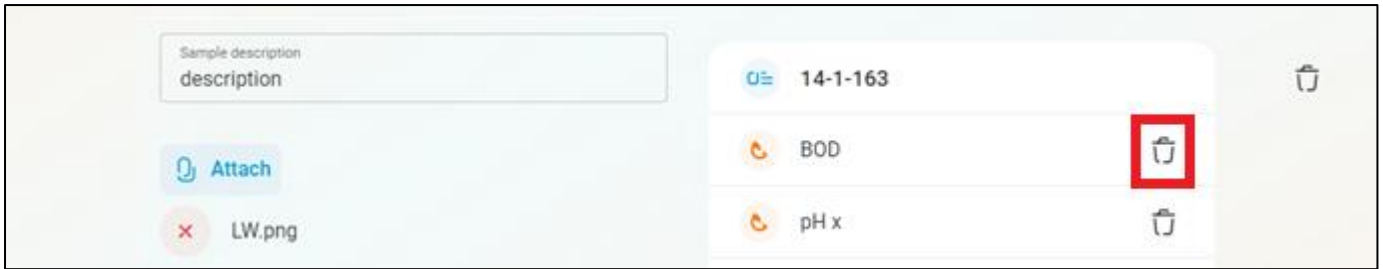 Sample description
description
Attach
LW.png
14-1-163
BOD
pH x